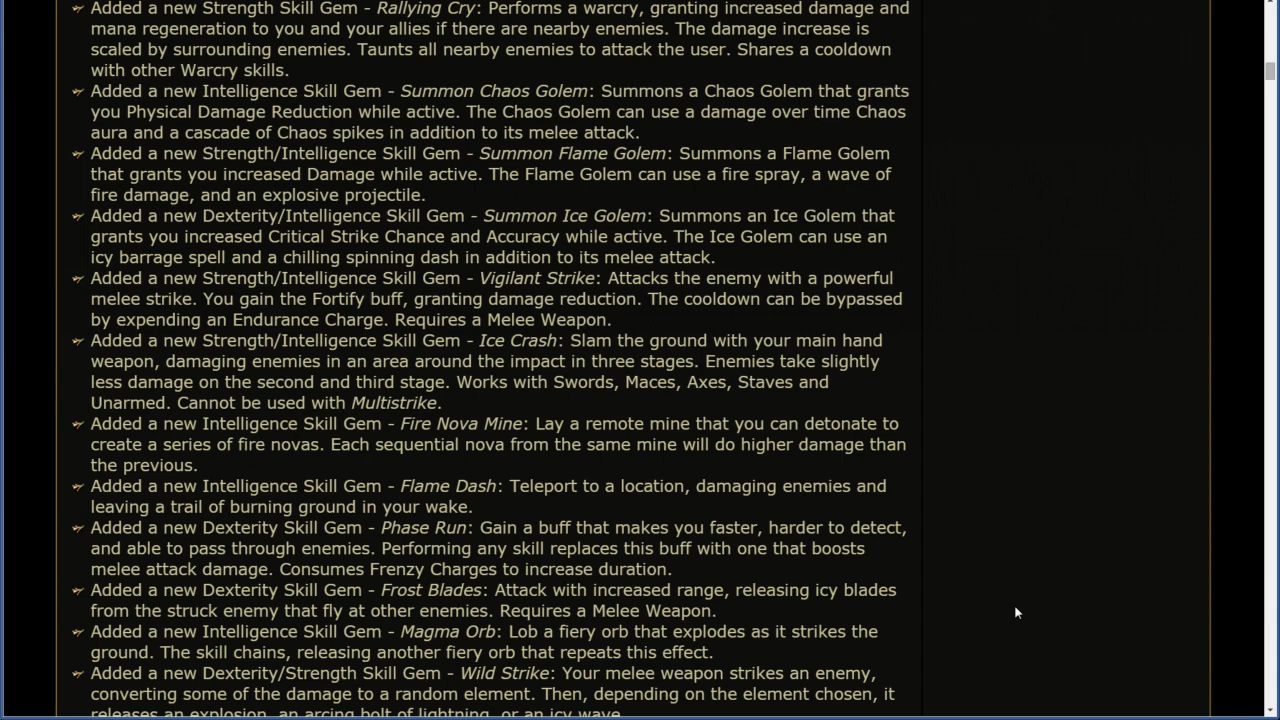 Added a new Strength Skill Gem - Rallying Cry: Performs a warcry, granting increased damage and
mana regeneration to you and your allies if there are nearby enemies. The damage increase is
scaled by surrounding enemies. Taunts all nearby enemies to attack the user. Shares a cooldown
with other Warcry skills.
Added a new Intelligence Skill Gem - Summon Chaos Golem: Summons a Chaos Golem that grants
you Physical Damage Reduction while active. The Chaos Golem can use a damage over time Chaos
aura and a cascade of Chaos spikes in addition to its melee attack.
Added a new Strength/Intelligence Skill Gem - Summon Flame Golem: Summons a Flame Golem
that grants you increased Damage while active. The Flame Golem can use a fire spray, a wave of
fire damage, and an explosive projectile.
Added a new Dexterity/Intelligence Skill Gem - Summon Ice Golem: Summons an Ice Golem that
grants you increased Critical Strike Chance and Accuracy while active. The Ice Golem can use an
icy barrage spell and a chilling spinning dash in addition to its melee attack.
Added a new Strength/Intelligence Skill Gem - Vigilant Strike: Attacks the enemy with a powerful
melee strike. You gain the Fortify buff, granting damage reduction. The cooldown can be bypassed
by expending an Endurance Charge. Requires a Melee Weapon.
Added a new Strength/Intelligence Skill Gem - Ice Crash: Slam the ground with your main hand
weapon, damaging enemies in an area around the impact in three stages. Enemies take slightly
less damage on the second and third stage. Works with Swords, Maces, Axes, Staves and
Unarmed. Cannot be used with Multistrike.
Added a new Intelligence Skill Gem - Fire Nova Mine: Lay a remote mine that you can detonate to
create a series of fire novas. Each sequential nova from the same mine will do higher damage than
the previous.
Added a new Intelligence Skill Gem - Flame Dash: Teleport to a location, damaging enemies and
leaving a trail of burning ground in your wake.
Added a new Dexterity Skill Gem - Phase Run: Gain a buff that makes you faster, harder to detect,
and able to pass through enemies. Performing any skill replaces this buff with one that boosts
melee attack damage. Consumes Frenzy Charges to increase duration.
Added a new Dexterity Skill Gem - Frost Blades: Attack with increased range, releasing icy blades
from the struck enemy that fly at other enemies. Requires a Melee Weapon.
Added a new Intelligence Skill Gem - Magma Orb: Lob a fiery orb that explodes as it strikes the
ground. The skill chains, releasing another fiery orb that repeats this effect.
Added a new Dexterity/Strength Skill Gem - Wild Strike: Your melee weapon strikes an enemy,
converting some of the damage to a random element. Then, depending on the element chosen, it
releases an explosion, an arcing bolt of lightning, or an icy wave.